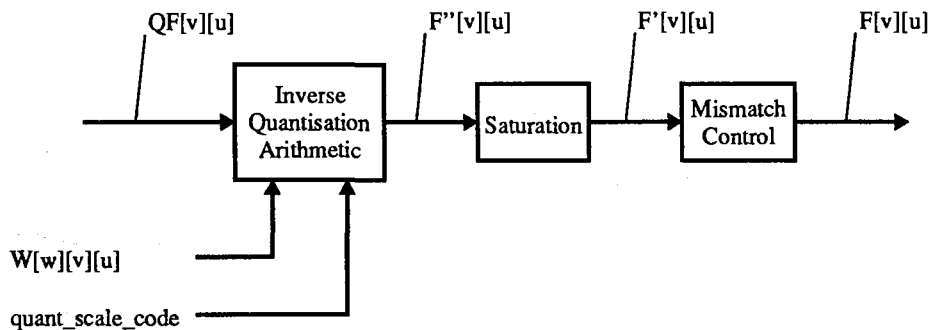 QF[v][u]
F''[v][u]
F'[v][u]
F[v][u]
Inverse
Quantisation
Arithmetic
Saturation
Mismatch
Control
W[w][v][u]
quant_scale_code